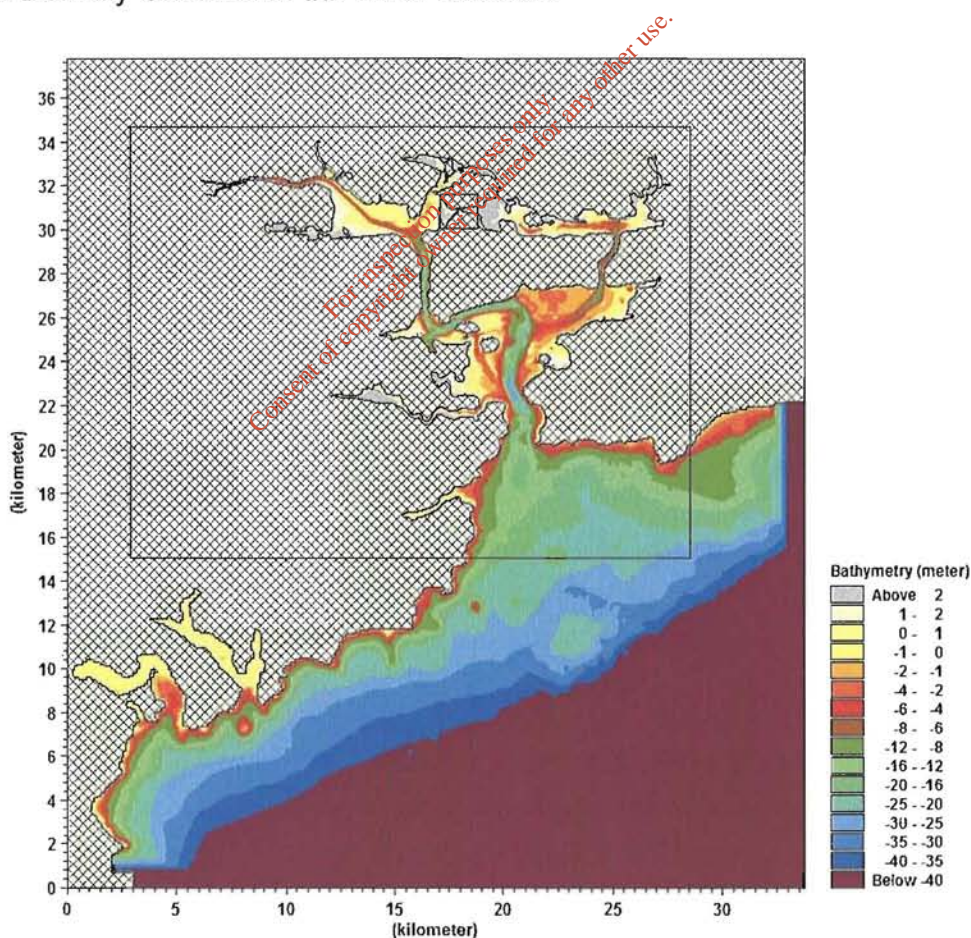 For inspection purposes only.
Consent of copyright owner required for any other use.
36
34
32
30
28
26
24
22
20
18
16
14
12
10
8
6
4
2
0
(kilometer)
0 5 10 15 20 25 30
(kilometer)
Bathymetry (meter)
Above 2
1 - 2
0 - 1
-1 - 0
-2 - -1
-4 - -2
-6 - -4
-8 - -6
-12 - -8
-16 - -12
-20 - -16
-25 - -20
-30 - -25
-35 - -30
-40 - -35
Below -40